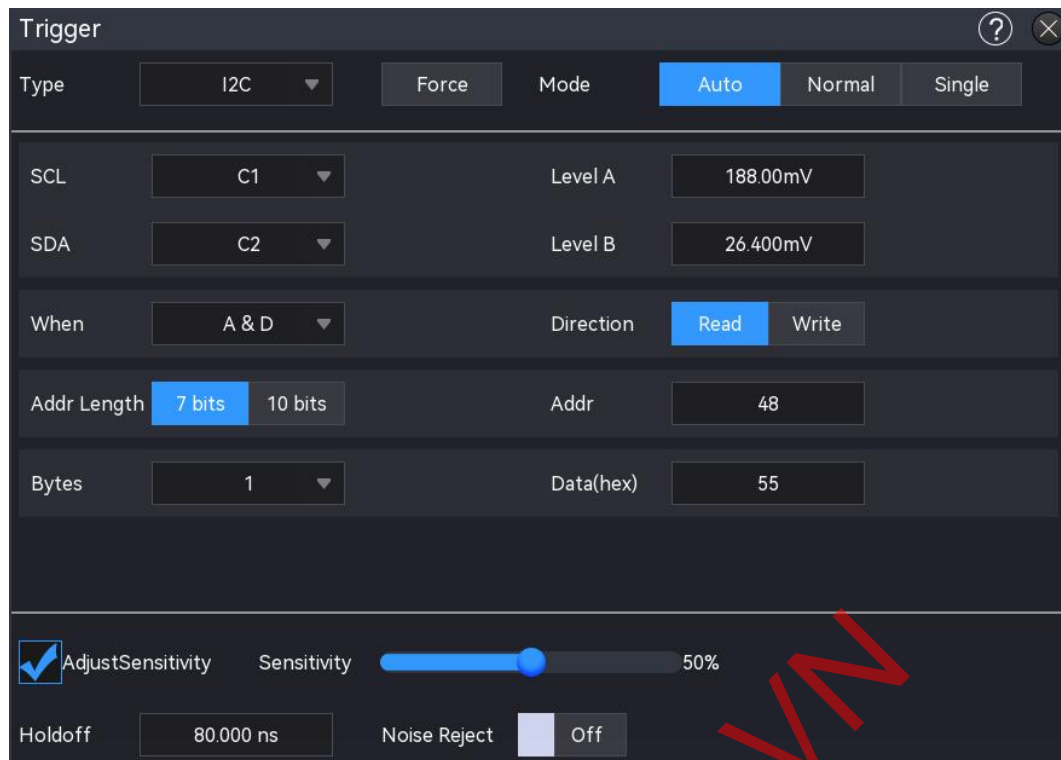 Trigger ?
Type I2C Force Mode Auto Normal Single
SCL C1 Level A 188.00mV
SDA C2 Level B 26.400mV
When A & D Direction Read Write
Addr Length 7 bits 10 bits Addr 48
Bytes 1 Data(hex) 55
AdjustSensitivity Sensitivity 50%
Holdoff 80.000 ns Noise Reject Off
VN